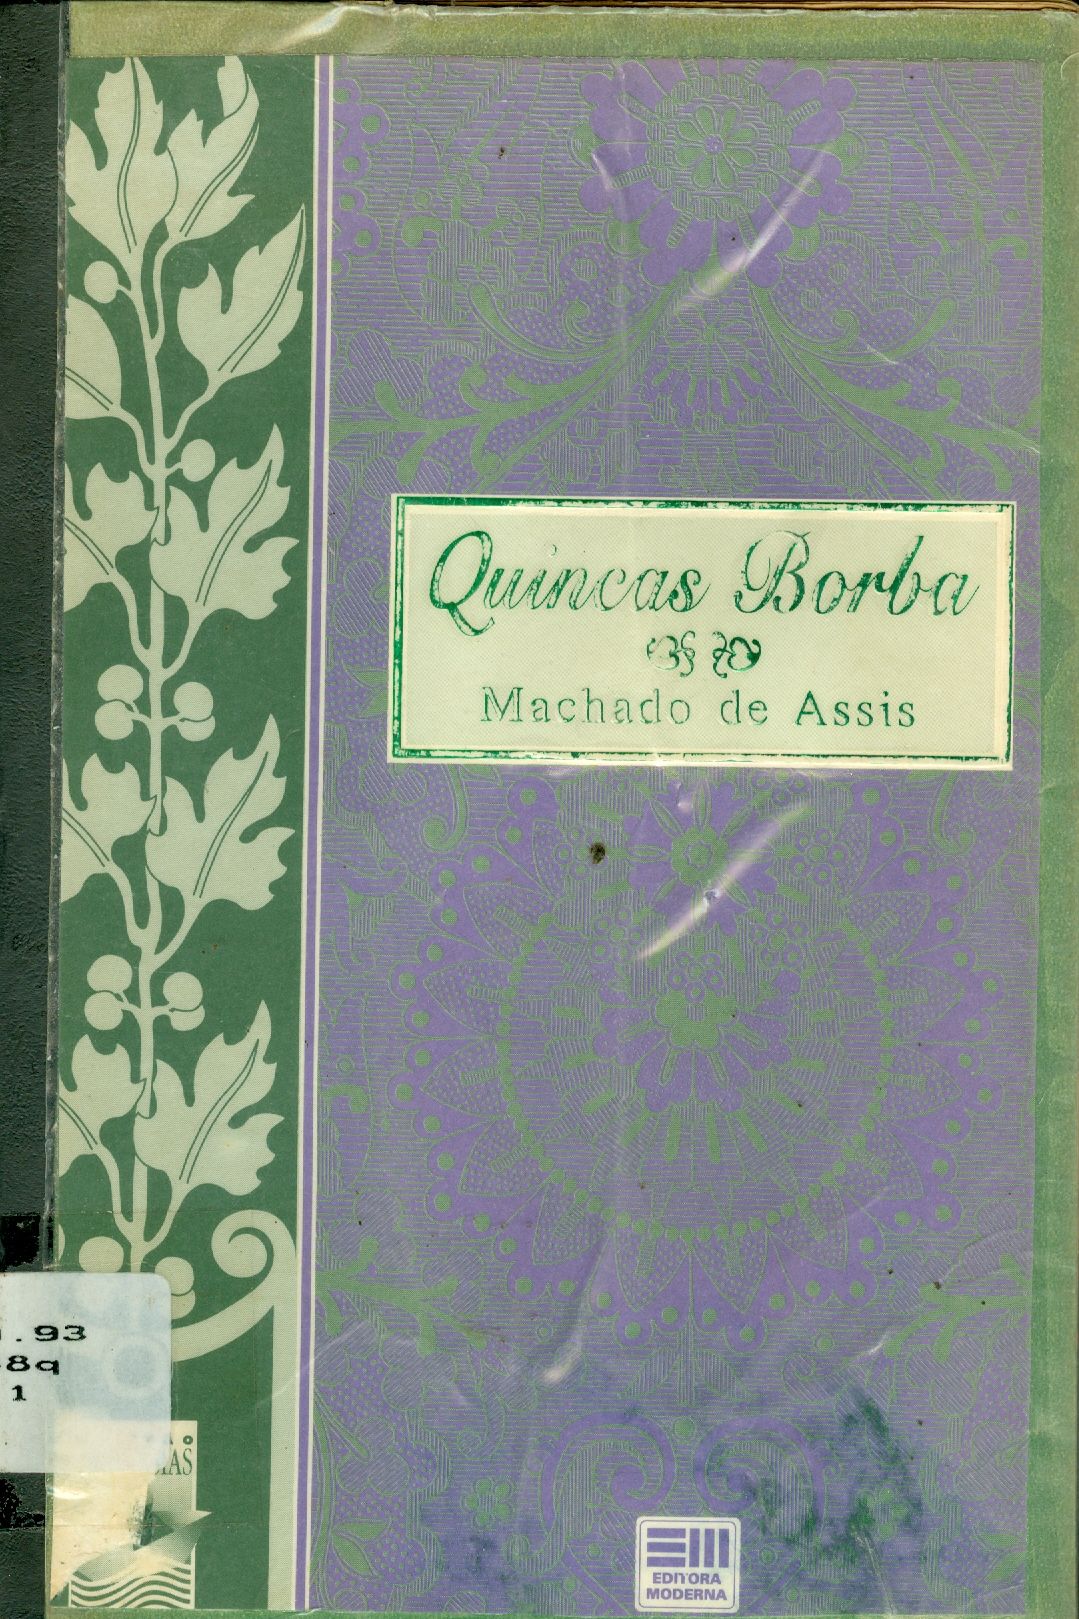 Quincas Borba
Machado de Assis
.93
8q
1
EDITORA
MODERNA